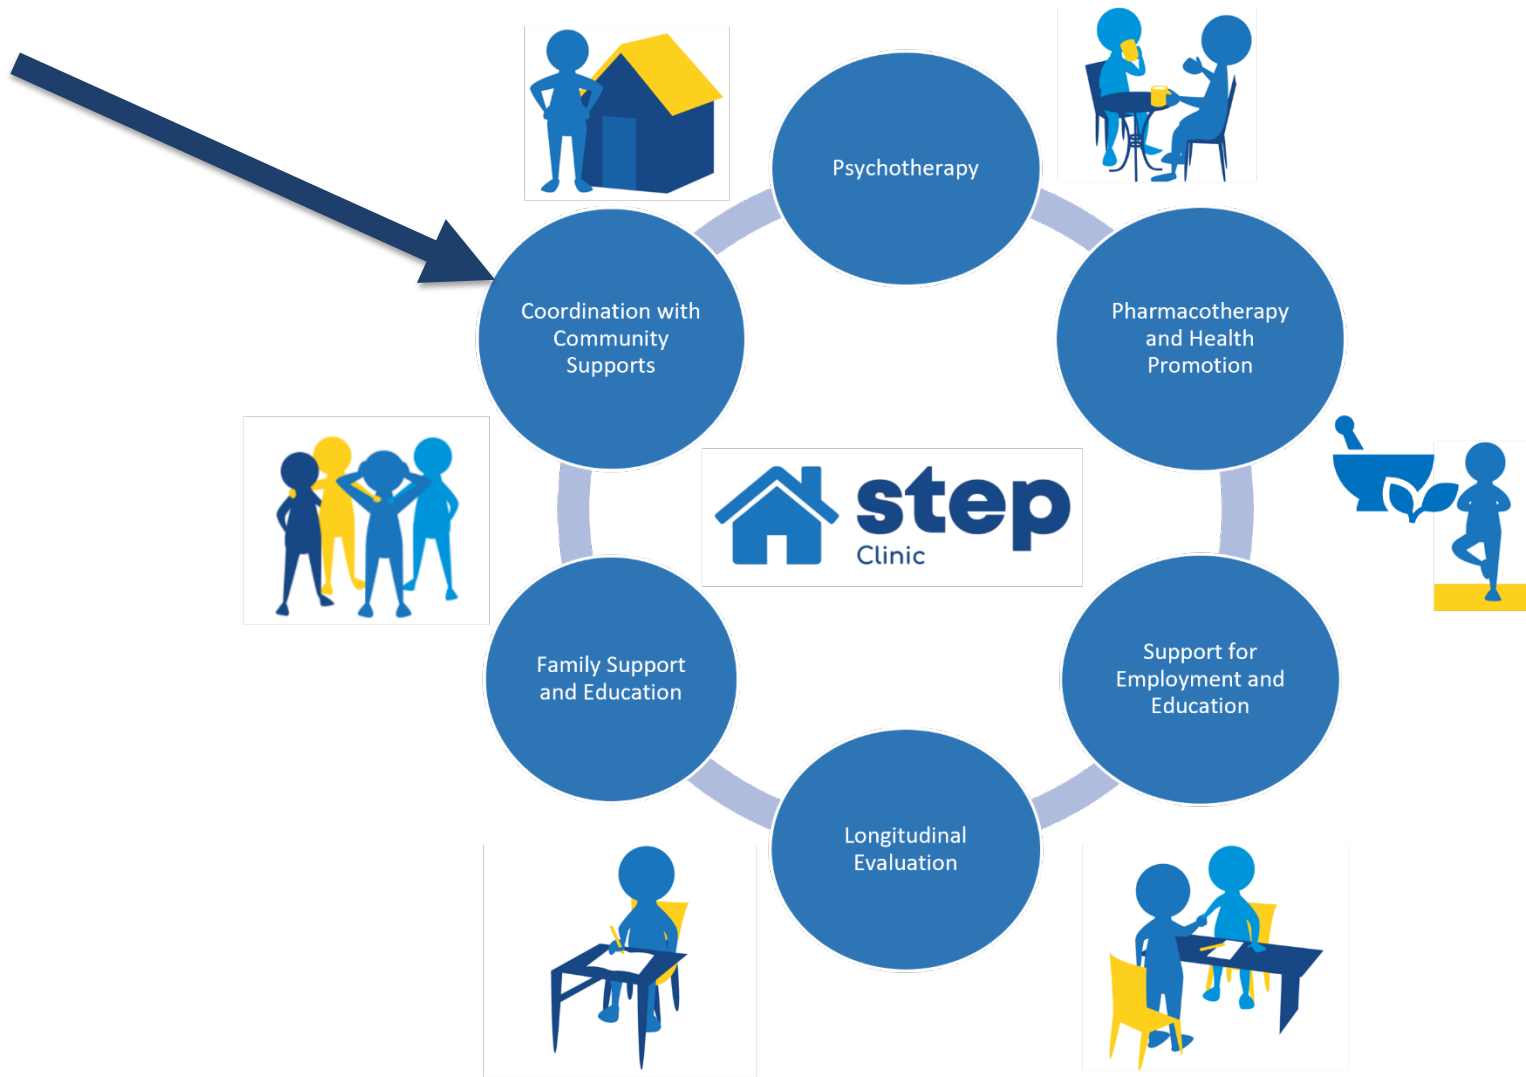 Psychotherapy
Pharmacotherapy
and Health
Promotion
Support for
Employment and
Education
Longitudinal
Evaluation
Family Support
and Education
Coordination with
Community
Supports
step
Clinic